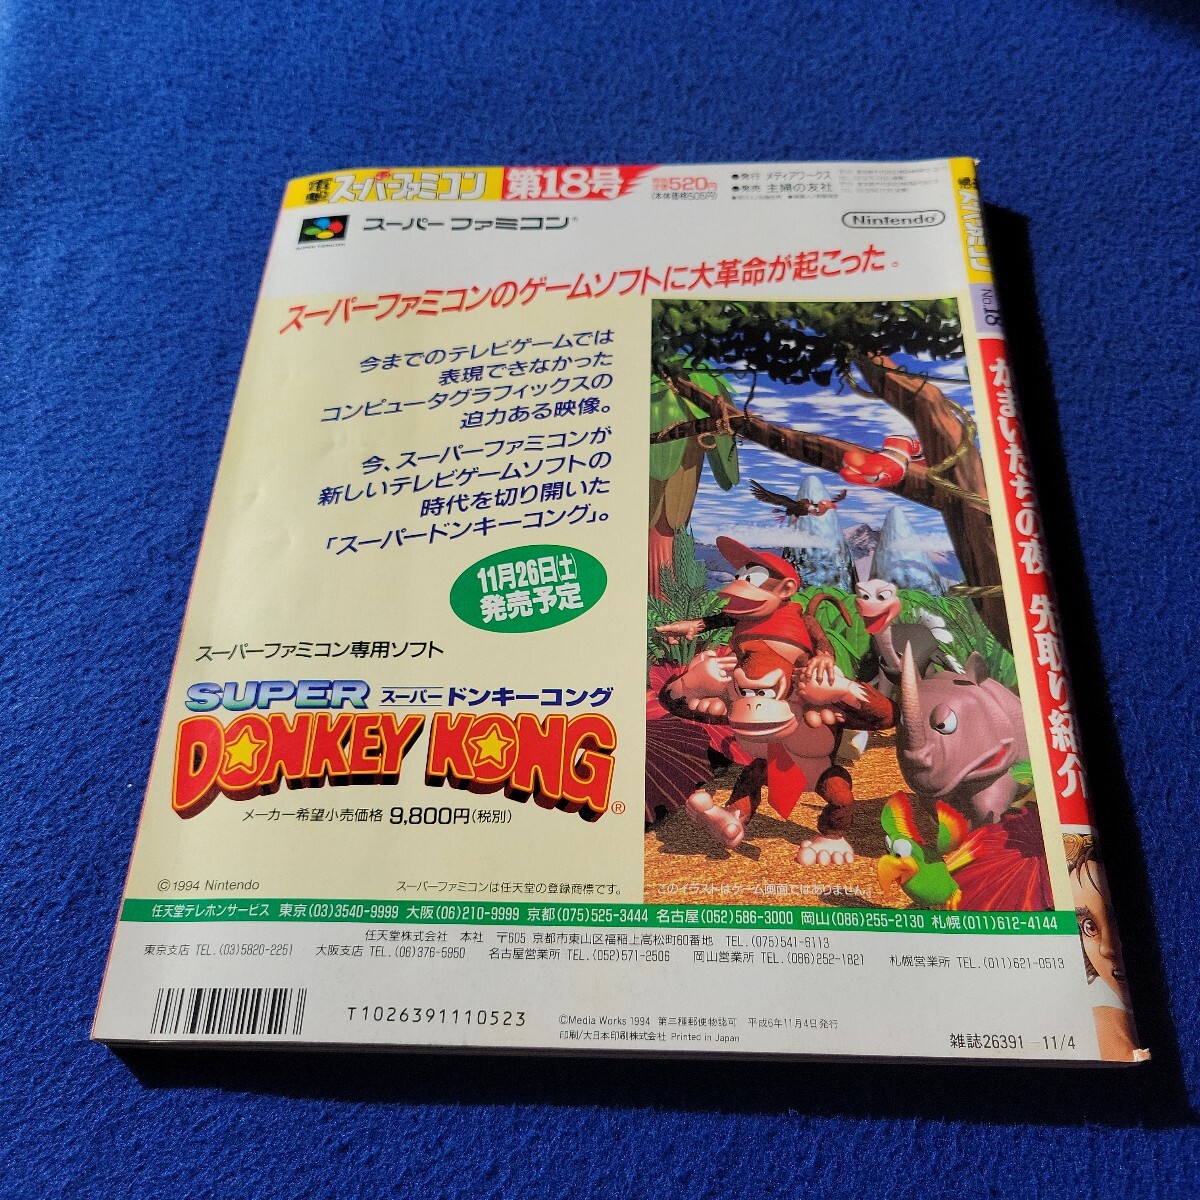 電撃スーパーファミコン 第18号
520円
(本体価格505円)
●発行 メディアワークス
●発売 主婦の友社
スーパーファミコン
Nintendo
スーパーファミコンのゲームソフトに大革命が起こった。
今までのテレビゲームでは
表現できなかった
コンピュータグラフィックスの
迫力ある映像。
今、スーパーファミコンが
新しいテレビゲームソフトの
時代を切り開いた
「スーパードンキーコング」。
11月26日(土)
発売予定
スーパーファミコン専用ソフト
SUPER スーパードンキーコング
DONKEY KONG®
メーカー希望小売価格 9,800円(税別)
©1994 Nintendo
スーパーファミコンは任天堂の登録商標です。
このイラストはゲーム画面ではありません。
任天堂テレホンサービス 東京(03)3540-9999 大阪(06)210-9999 京都(075)525-3444 名古屋(052)586-3000 岡山(086)255-2130 札幌(011)612-4144
任天堂株式会社 本社 〒605 京都市東山区福稲上高松町60番地 TEL.(075)541-6113
東京支店 TEL.(03)5820-2251 大阪支店 TEL.(06)376-5950 名古屋営業所 TEL.(052)571-2506 岡山営業所 TEL.(086)252-1821 札幌営業所 TEL.(011)621-0513
T1026391110523
©Media Works 1994 第三種郵便物認可 平成6年11月4日発行
印刷/大日本印刷株式会社 Printed in Japan
雑誌26391-11/4
スーパーファミコン
No.18
かまいたちの夜 先取り紹介